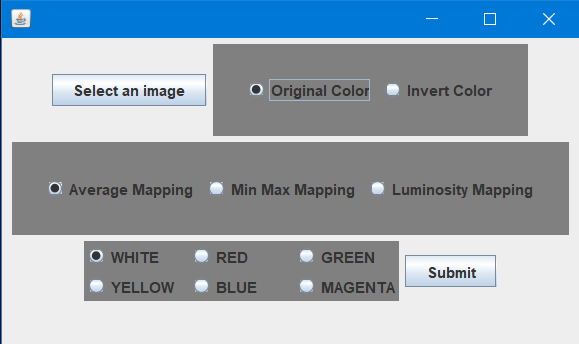 Select an image Original Color Invert Color
Average Mapping Min Max Mapping Luminosity Mapping
WHITE RED GREEN
YELLOW BLUE MAGENTA
Submit